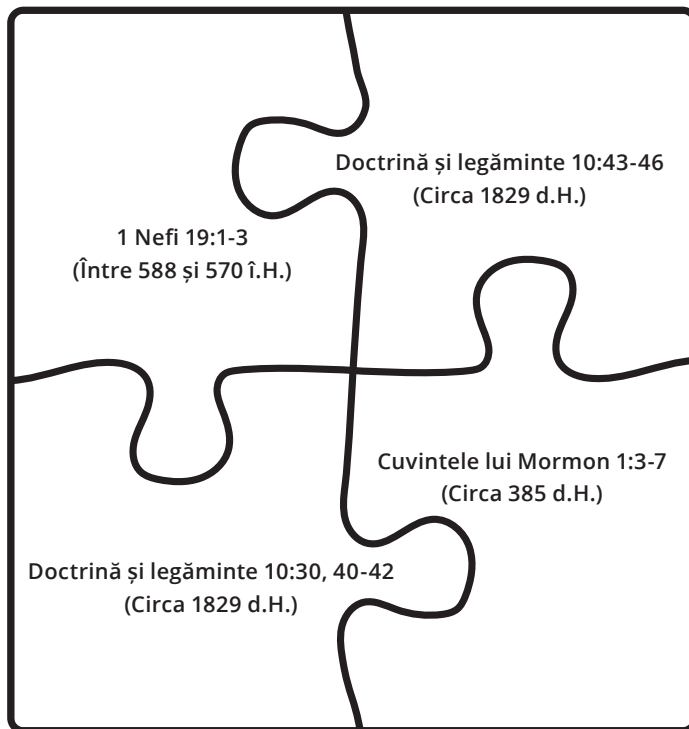 1 Nefi 19:1-3
(Între 588 și 570 î.H.)
Doctrină și legăminte 10:43-46
(Circa 1829 d.H.)
Doctrină și legăminte 10:30, 40-42
(Circa 1829 d.H.)
Cuvintele lui Mormon 1:3-7
(Circa 385 d.H.)